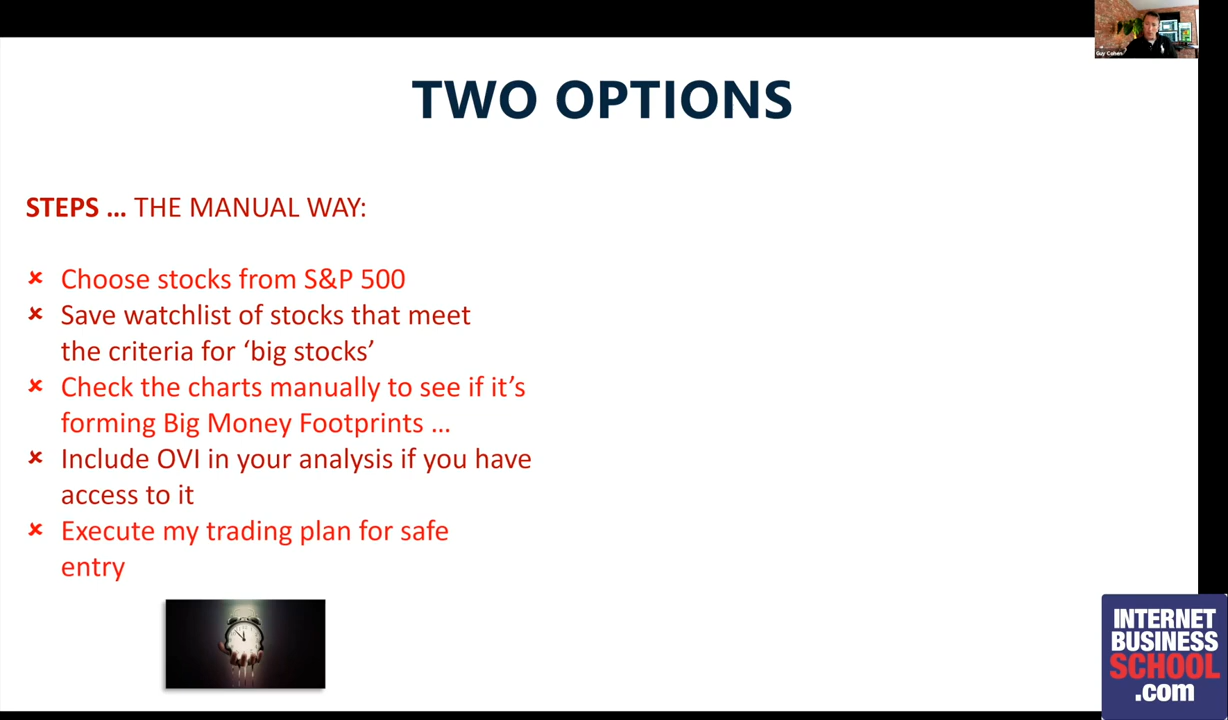 Guy Cohen
TWO OPTIONS
STEPS ... THE MANUAL WAY:
Choose stocks from S&P 500
Save watchlist of stocks that meet
the criteria for ‘big stocks’
Check the charts manually to see if it’s
forming Big Money Footprints ...
Include OVI in your analysis if you have
access to it
Execute my trading plan for safe
entry
INTERNET
BUSINESS
SCHOOL
.com